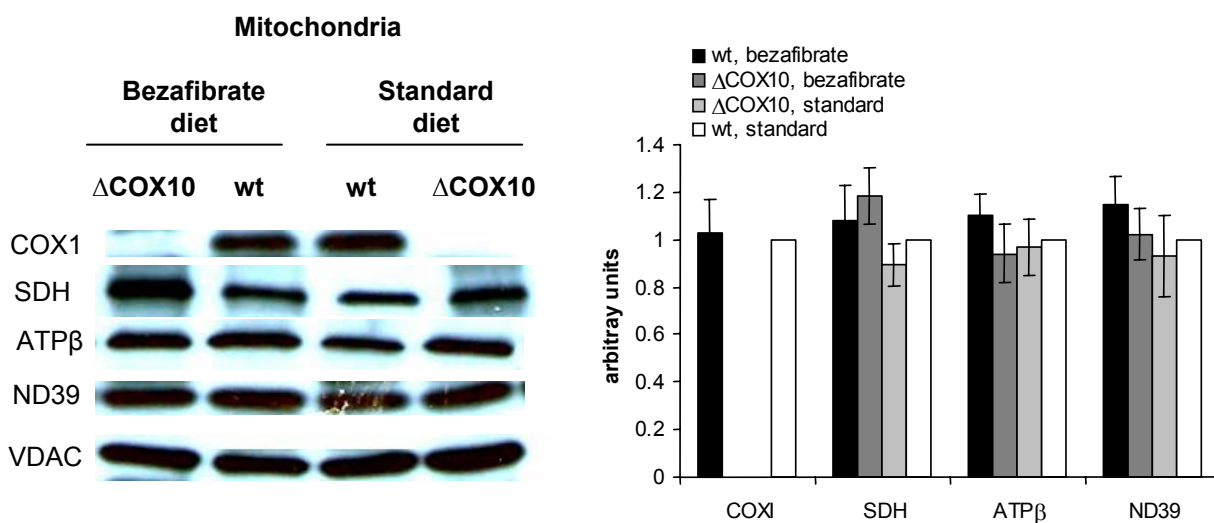 Mitochondria
Bezafibrate
diet
Standard
diet
ΔCOX10 wt wt ΔCOX10
COX1
SDH
ATPβ
ND39
VDAC
wt, bezafibrate
ΔCOX10, bezafibrate
ΔCOX10, standard
wt, standard
arbitray units
1.4
1.2
1
0.8
0.6
0.4
0.2
0
COXI SDH ATPβ ND39